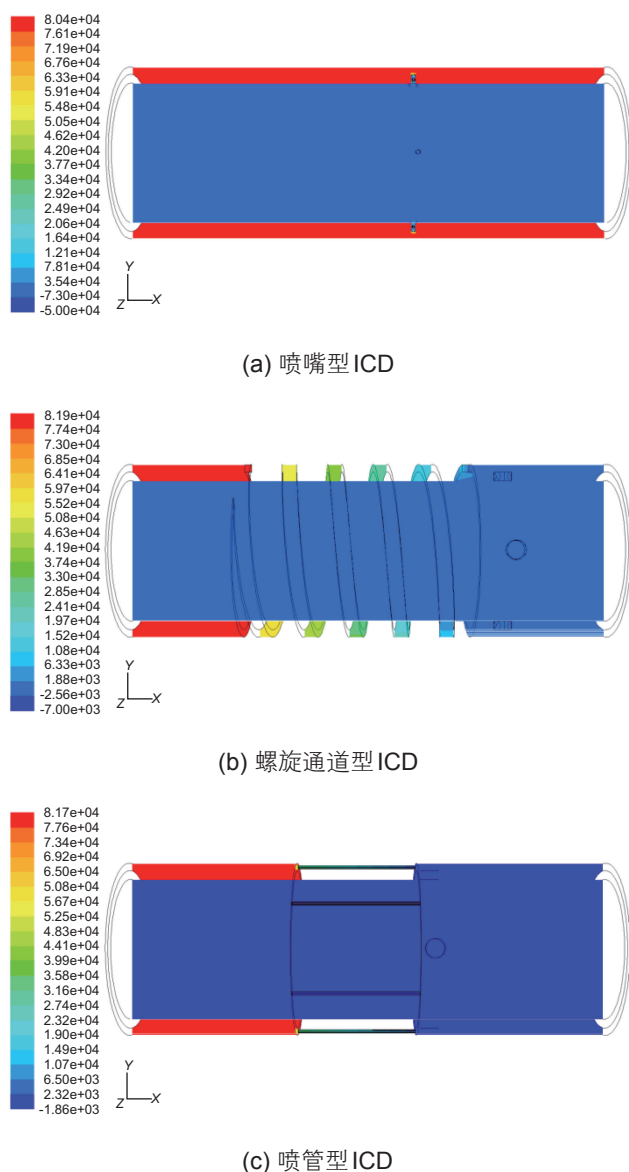 8.04e+04
7.61e+04
7.19e+04
6.76e+04
6.33e+04
5.91e+04
5.48e+04
5.05e+04
4.62e+04
4.20e+04
3.77e+04
3.34e+04
2.92e+04
2.49e+04
2.06e+04
1.64e+04
1.21e+04
7.81e+04
3.54e+04
-7.30e+04
-5.00e+04
Y
Z X
(a) 喷嘴型ICD
8.19e+04
7.74e+04
7.30e+04
6.85e+04
6.41e+04
5.97e+04
5.52e+04
5.08e+04
4.63e+04
4.19e+04
3.74e+04
3.30e+04
2.85e+04
2.41e+04
1.97e+04
1.52e+04
1.08e+04
6.33e+03
1.88e+03
-2.56e+03
-7.00e+03
Y
Z X
(b) 螺旋通道型ICD
8.17e+04
7.76e+04
7.34e+04
6.92e+04
6.50e+04
5.08e+04
5.67e+04
5.25e+04
4.83e+04
4.41e+04
3.99e+04
3.58e+04
3.16e+04
2.74e+04
2.32e+04
1.90e+04
1.49e+04
1.07e+04
6.50e+03
2.32e+03
-1.86e+03
Y
Z X
(c) 喷管型ICD